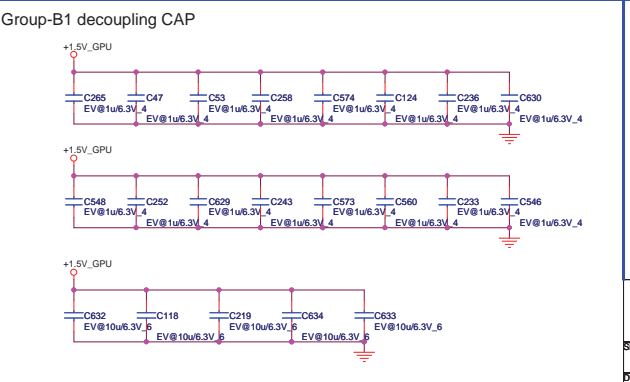 Group-B1 decoupling CAP
+1.5V_GPU
C265 C47 C53 C258 C574 C124 C236 C630
EV@1u/6.3V_4 EV@1u/6.3V_4 EV@1u/6.3V_4 EV@1u/6.3V_4
EV@1u/6.3V_4 EV@1u/6.3V_4 EV@1u/6.3V_4 EV@1u/6.3V_4
+1.5V_GPU
C548 C252 C629 C243 C573 C560 C233 C546
EV@1u/6.3V_4 EV@1u/6.3V_4 EV@1u/6.3V_4 EV@1u/6.3V_4
EV@1u/6.3V_4 EV@1u/6.3V_4 EV@1u/6.3V_4 EV@1u/6.3V_4
+1.5V_GPU
C632 C118 C219 C634 C633
EV@10u/6.3V_6 EV@10u/6.3V_6 EV@10u/6.3V_6
EV@10u/6.3V_6 EV@10u/6.3V_6